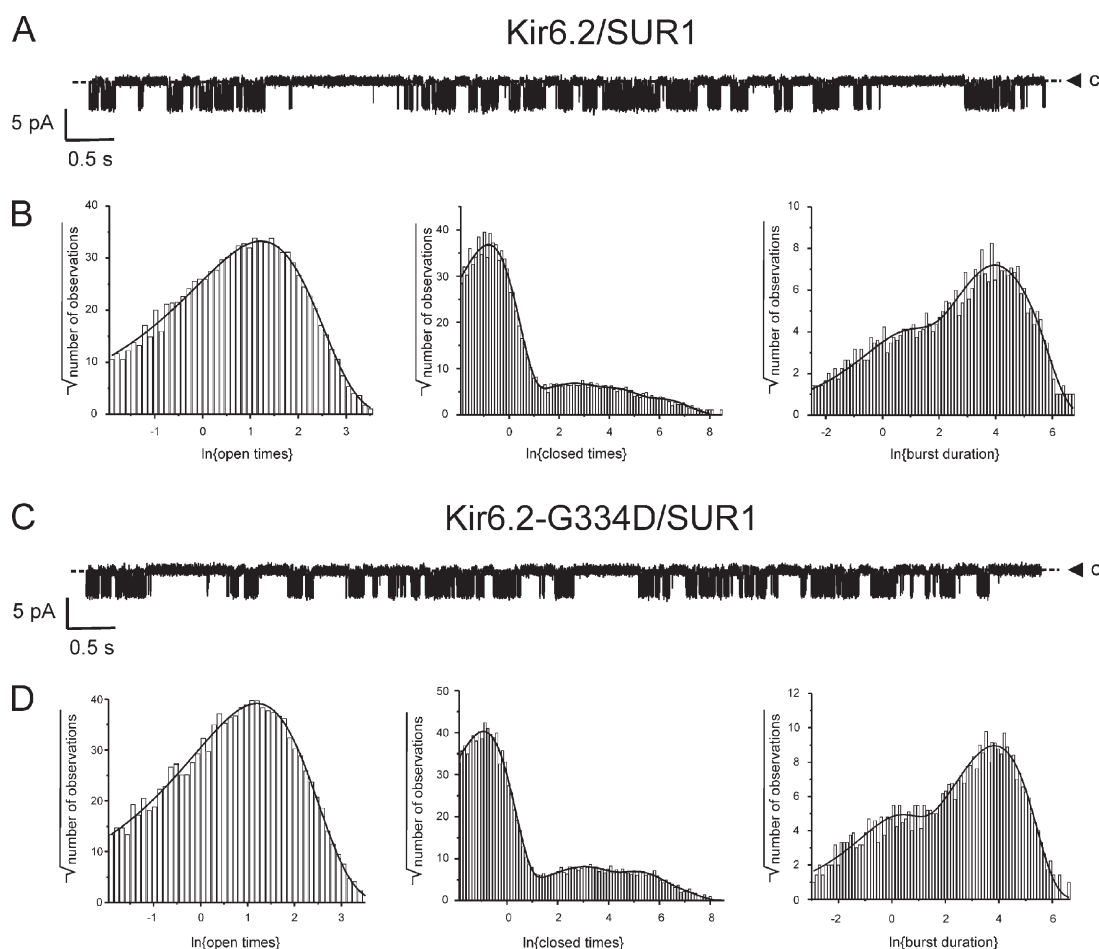 A
Kir6.2/SUR1
c
5 pA
0.5 s
B
40
30
20
10
0
-1 0 1 2 3
ln{open times}
√number of observations
40
30
20
10
0
0 2 4 6 8
ln{closed times}
√number of observations
10
8
6
4
2
0
-2 0 2 4 6
ln{burst duration}
√number of observations
C
Kir6.2-G334D/SUR1
c
5 pA
0.5 s
D
40
30
20
10
0
-1 0 1 2 3
ln{open times}
√number of observations
50
40
30
20
10
0
0 2 4 6 8
ln{closed times}
√number of observations
12
10
8
6
4
2
0
-2 0 2 4 6
ln{burst duration}
√number of observations